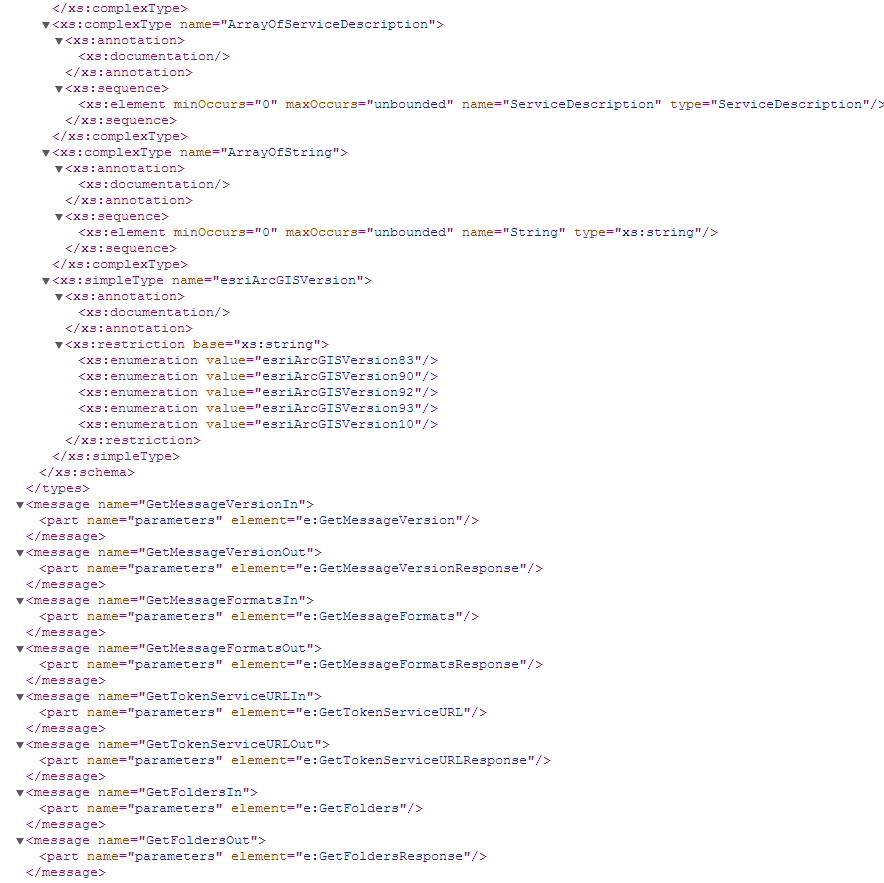 </xs:complexType>
▼<xs:complexType name="ArrayOfServiceDescription">
▼<xs:annotation>
<xs:documentation/>
</xs:annotation>
▼<xs:sequence>
<xs:element minOccurs="0" maxOccurs="unbounded" name="ServiceDescription" type="ServiceDescription"/>
</xs:sequence>
</xs:complexType>
▼<xs:complexType name="ArrayOfString">
▼<xs:annotation>
<xs:documentation/>
</xs:annotation>
▼<xs:sequence>
<xs:element minOccurs="0" maxOccurs="unbounded" name="String" type="xs:string"/>
</xs:sequence>
</xs:complexType>
▼<xs:simpleType name="esriArcGISVersion">
▼<xs:annotation>
<xs:documentation/>
</xs:annotation>
▼<xs:restriction base="xs:string">
<xs:enumeration value="esriArcGISVersion83"/>
<xs:enumeration value="esriArcGISVersion90"/>
<xs:enumeration value="esriArcGISVersion92"/>
<xs:enumeration value="esriArcGISVersion93"/>
<xs:enumeration value="esriArcGISVersion10"/>
</xs:restriction>
</xs:simpleType>
</xs:schema>
</types>
▼<message name="GetMessageVersionIn">
<part name="parameters" element="e:GetMessageVersion"/>
</message>
▼<message name="GetMessageVersionOut">
<part name="parameters" element="e:GetMessageVersionResponse"/>
</message>
▼<message name="GetMessageFormatsIn">
<part name="parameters" element="e:GetMessageFormats"/>
</message>
▼<message name="GetMessageFormatsOut">
<part name="parameters" element="e:GetMessageFormatsResponse"/>
</message>
▼<message name="GetTokenServiceURLIn">
<part name="parameters" element="e:GetTokenServiceURL"/>
</message>
▼<message name="GetTokenServiceURLOut">
<part name="parameters" element="e:GetTokenServiceURLResponse"/>
</message>
▼<message name="GetFoldersIn">
<part name="parameters" element="e:GetFolders"/>
</message>
▼<message name="GetFoldersOut">
<part name="parameters" element="e:GetFoldersResponse"/>
</message>